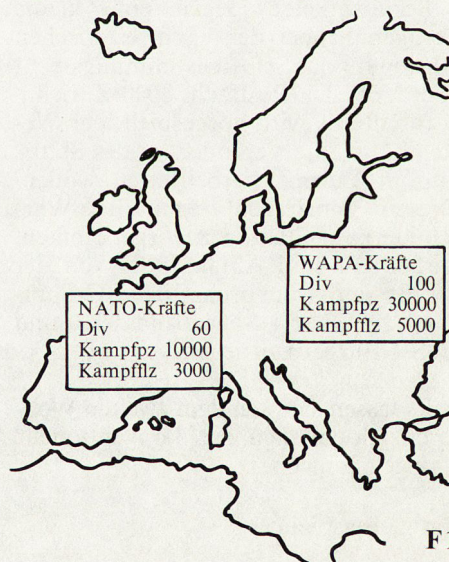 NATO-Kräfte
Div 60
Kampfpz 10000
Kampfflz 3000
WAPA-Kräfte
Div 100
Kampfpz 30000
Kampfflz 5000